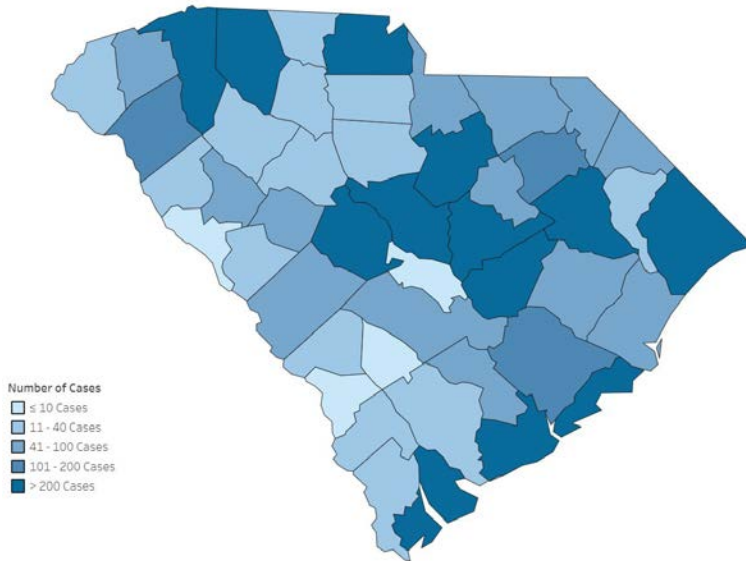 Number of Cases
≤ 10 Cases
11 - 40 Cases
41 - 100 Cases
101 - 200 Cases
> 200 Cases